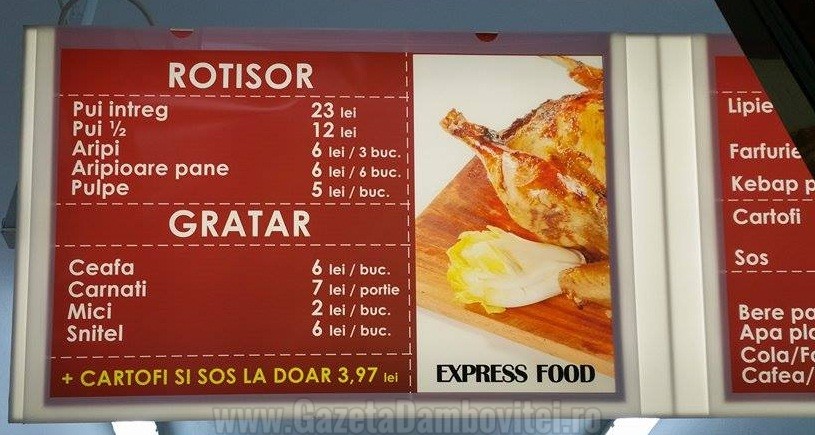 ROTISOR
Pui intreg 23 lei
Pui ½ 12 lei
Aripi 6 lei / 3 buc.
Aripioare pane 6 lei / 6 buc.
Pulpe 5 lei / buc.
GRATAR
Ceafa 6 lei / buc.
Carnati 7 lei / portie
Mici 2 lei / buc.
Snitel 6 lei / buc.
+ CARTOFI SI SOS LA DOAR 3,97 lei
EXPRESS FOOD
Lipie
Farfurie
Kebap
Cartofi
Sos
Bere
Apa
Cola/
Cafea/
www.GazetaDambovitei.ro